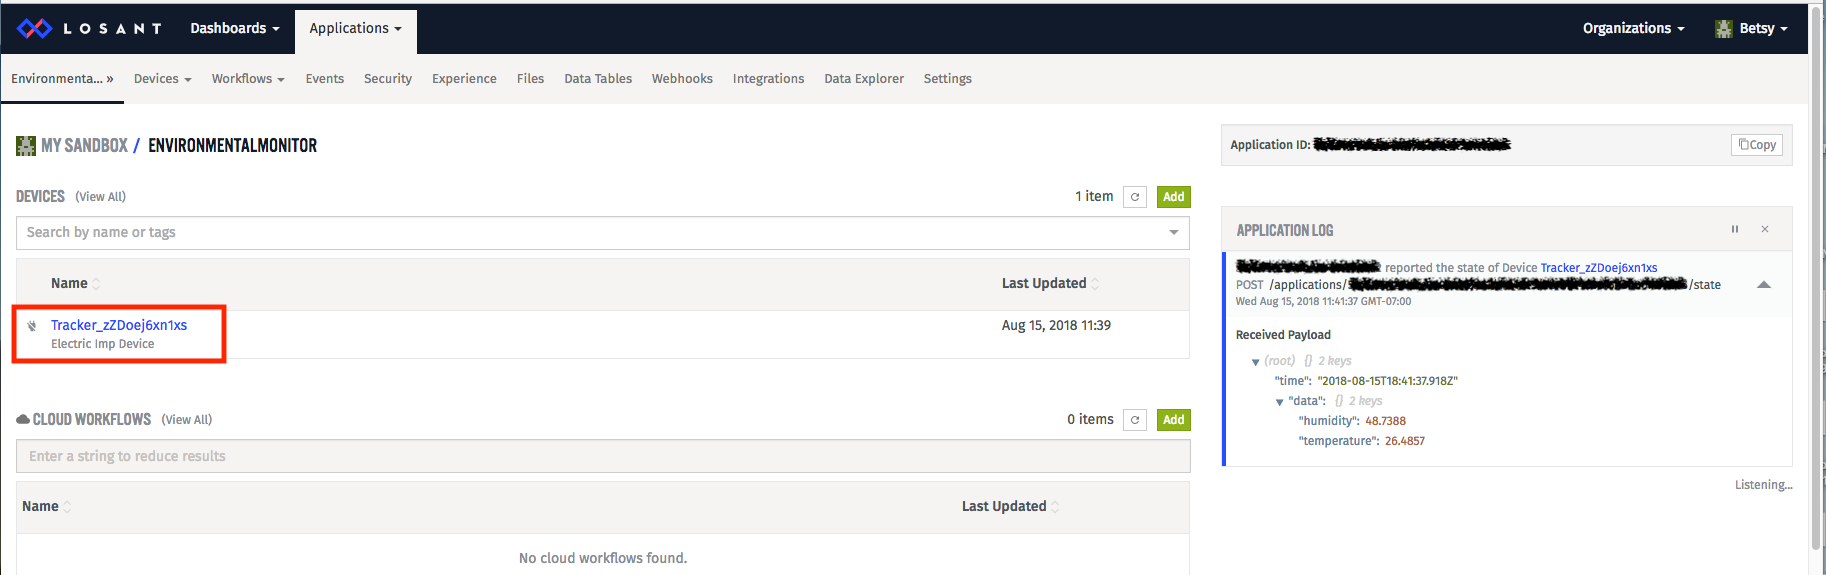 LOSANT Dashboards Applications Organizations Betsy
Environmenta... » Devices Workflows Events Security Experience Files Data Tables Webhooks Integrations Data Explorer Settings
MY SANDBOX / ENVIRONMENTALMONITOR
DEVICES (View All) 1 item Add
Search by name or tags
Name Last Updated
Tracker_zZDoej6xn1xs Aug 15, 2018 11:39
Electric Imp Device
CLOUD WORKFLOWS (View All) 0 items Add
Enter a string to reduce results
Name Last Updated
No cloud workflows found.
Application ID: Copy
APPLICATION LOG
reported the state of Device Tracker_zZDoej6xn1xs
POST /applications/ /state
Wed Aug 15, 2018 11:41:37 GMT-07:00
Received Payload
(root) {} 2 keys
"time": "2018-08-15T18:41:37.918Z"
"data": {} 2 keys
"humidity": 48.7388
"temperature": 26.4857
Listening...